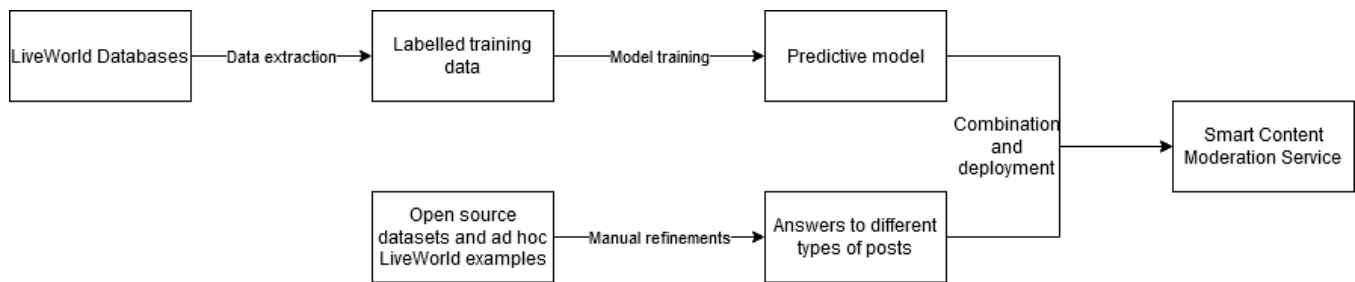 LiveWorld Databases
Data extraction
Labelled training
data
Model training
Predictive model
Combination
and
deployment
Smart Content
Moderation Service
Open source
datasets and ad hoc
LiveWorld examples
Manual refinements
Answers to different
types of posts